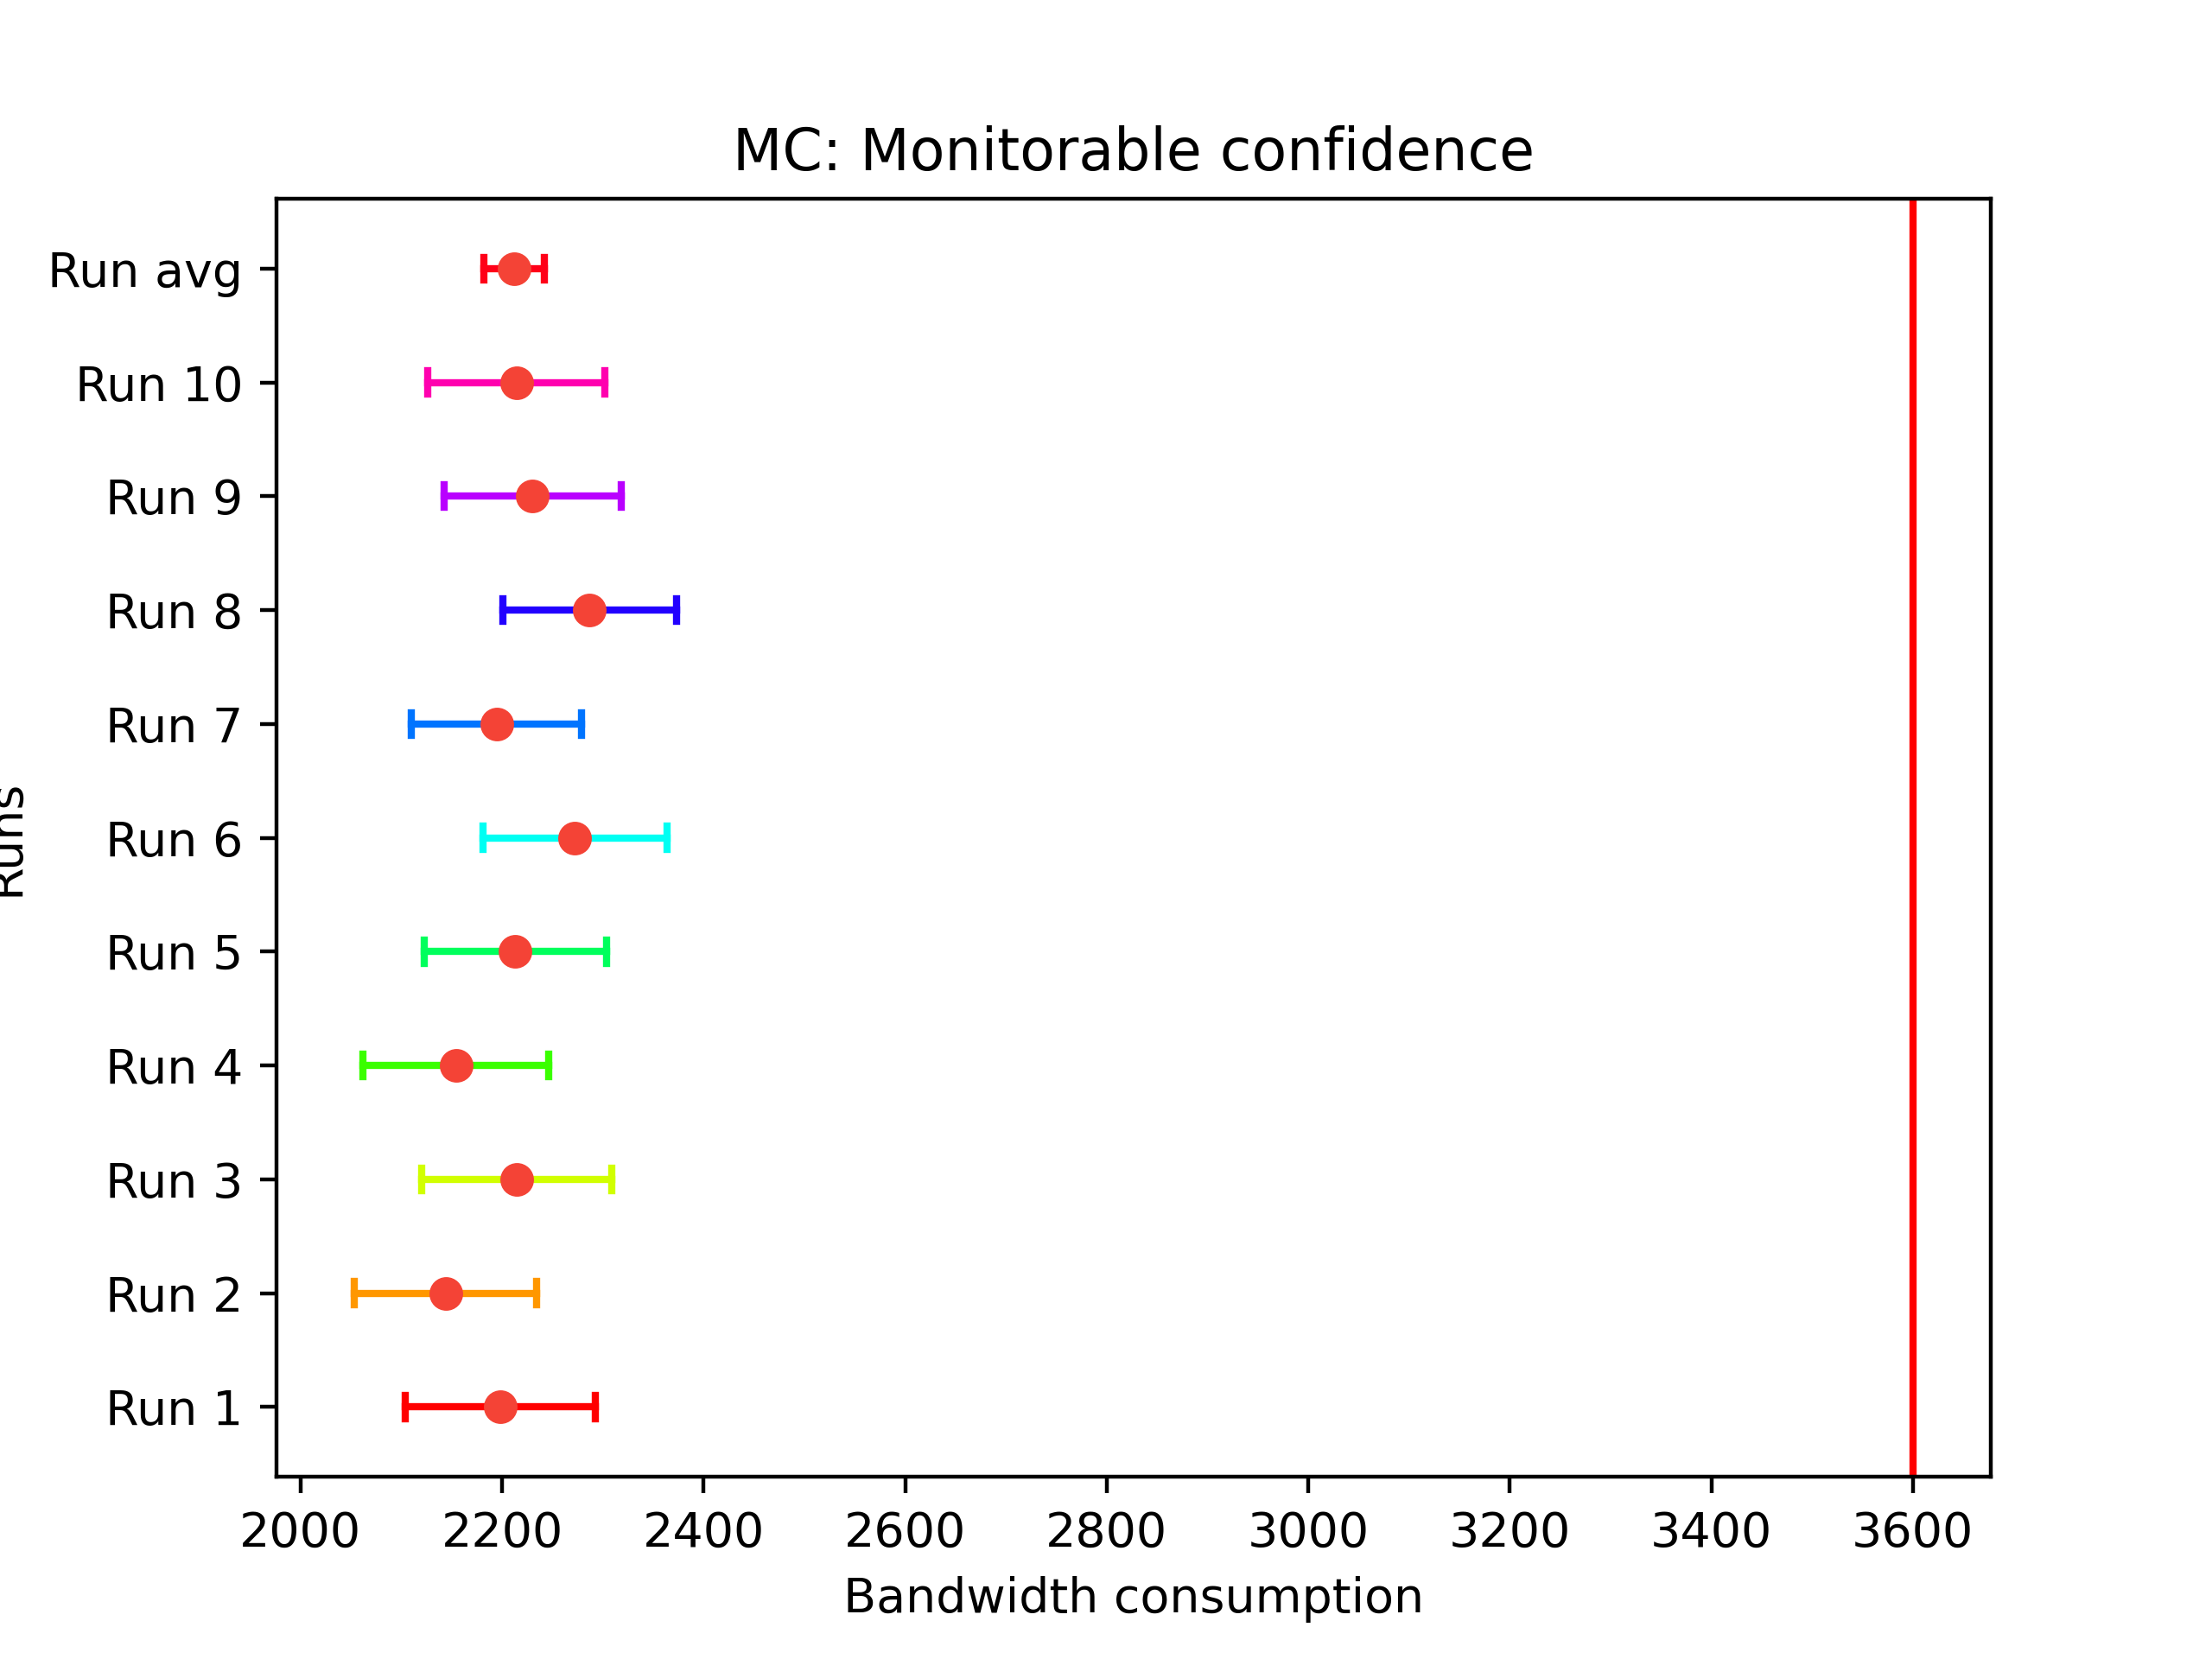 MC: Monitorable confidence
Run avg
Run 10
Run 9
Run 8
Run 7
Run 6
Run 5
Run 4
Run 3
Run 2
Run 1
Runs
2000 2200 2400 2600 2800 3000 3200 3400 3600
Bandwidth consumption